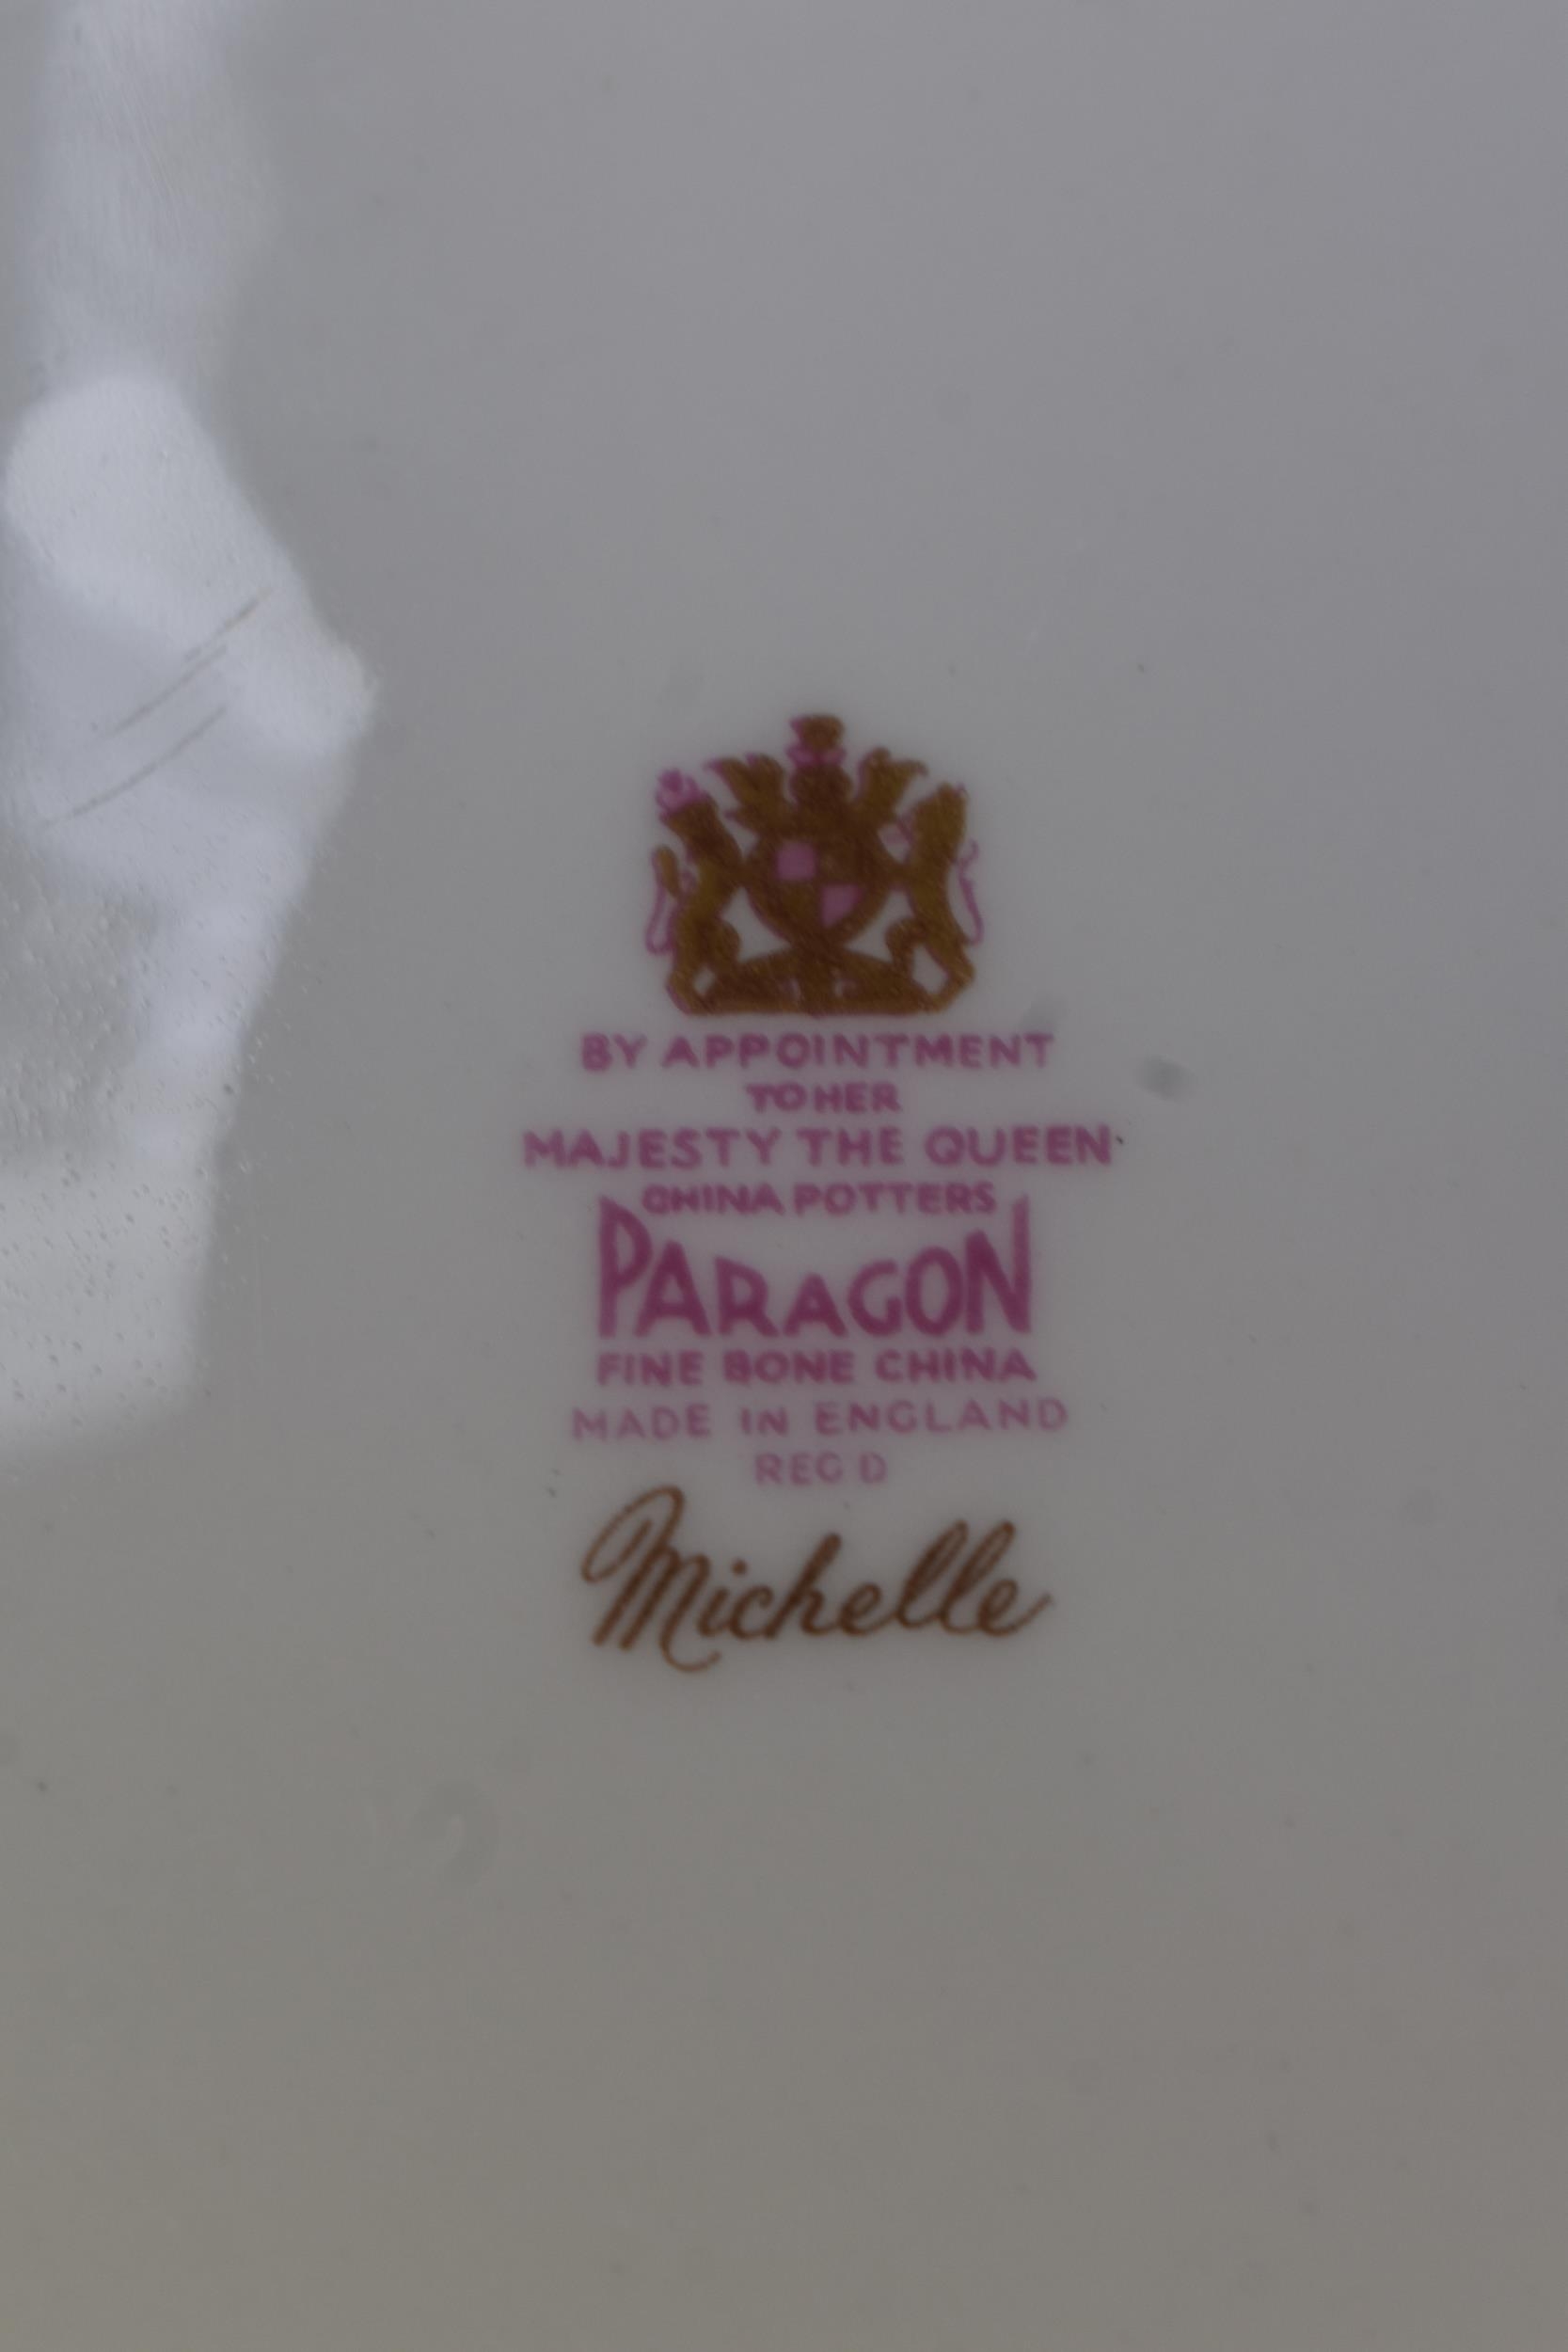 BY APPOINTMENT
TO HER
MAJESTY THE QUEEN
CHINA POTTERS
PARAGON
FINE BONE CHINA
MADE IN ENGLAND
REG'D
Michelle